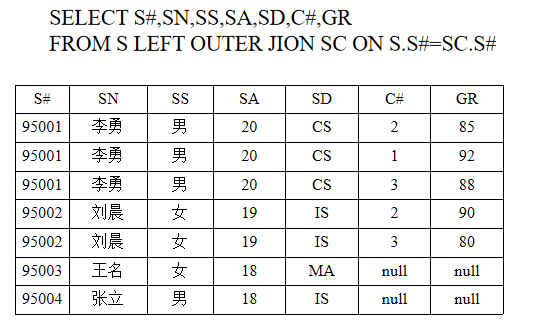 SELECT S#,SN,SS,SA,SD,C#,GR
FROM S LEFT OUTER JION SC ON S.S#=SC.S#
S# SN SS SA SD C# GR
95001 李勇 男 20 CS 2 85
95001 李勇 男 20 CS 1 92
95001 李勇 男 20 CS 3 88
95002 刘晨 女 19 IS 2 90
95002 刘晨 女 19 IS 3 80
95003 王名 女 18 MA null null
95004 张立 男 18 IS null null